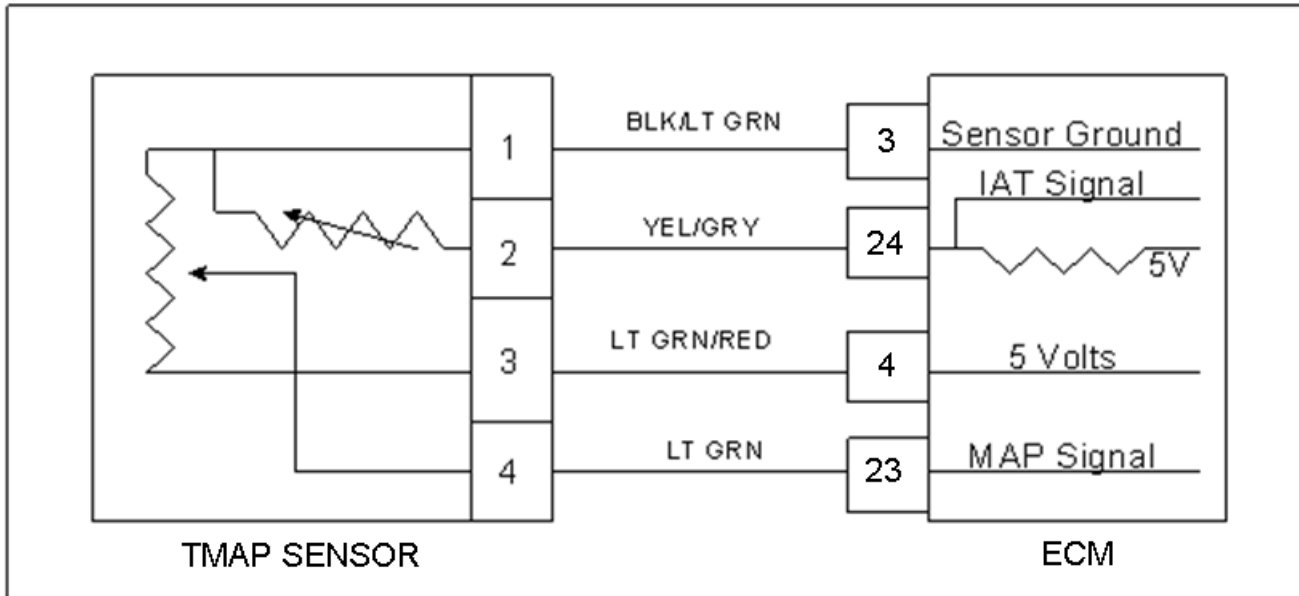 1 BLK/LT GRN 3 Sensor Ground
IAT Signal
2 YEL/GRY 24 5V
3 LT GRN/RED 4 5 Volts
4 LT GRN 23 MAP Signal
TMAP SENSOR ECM